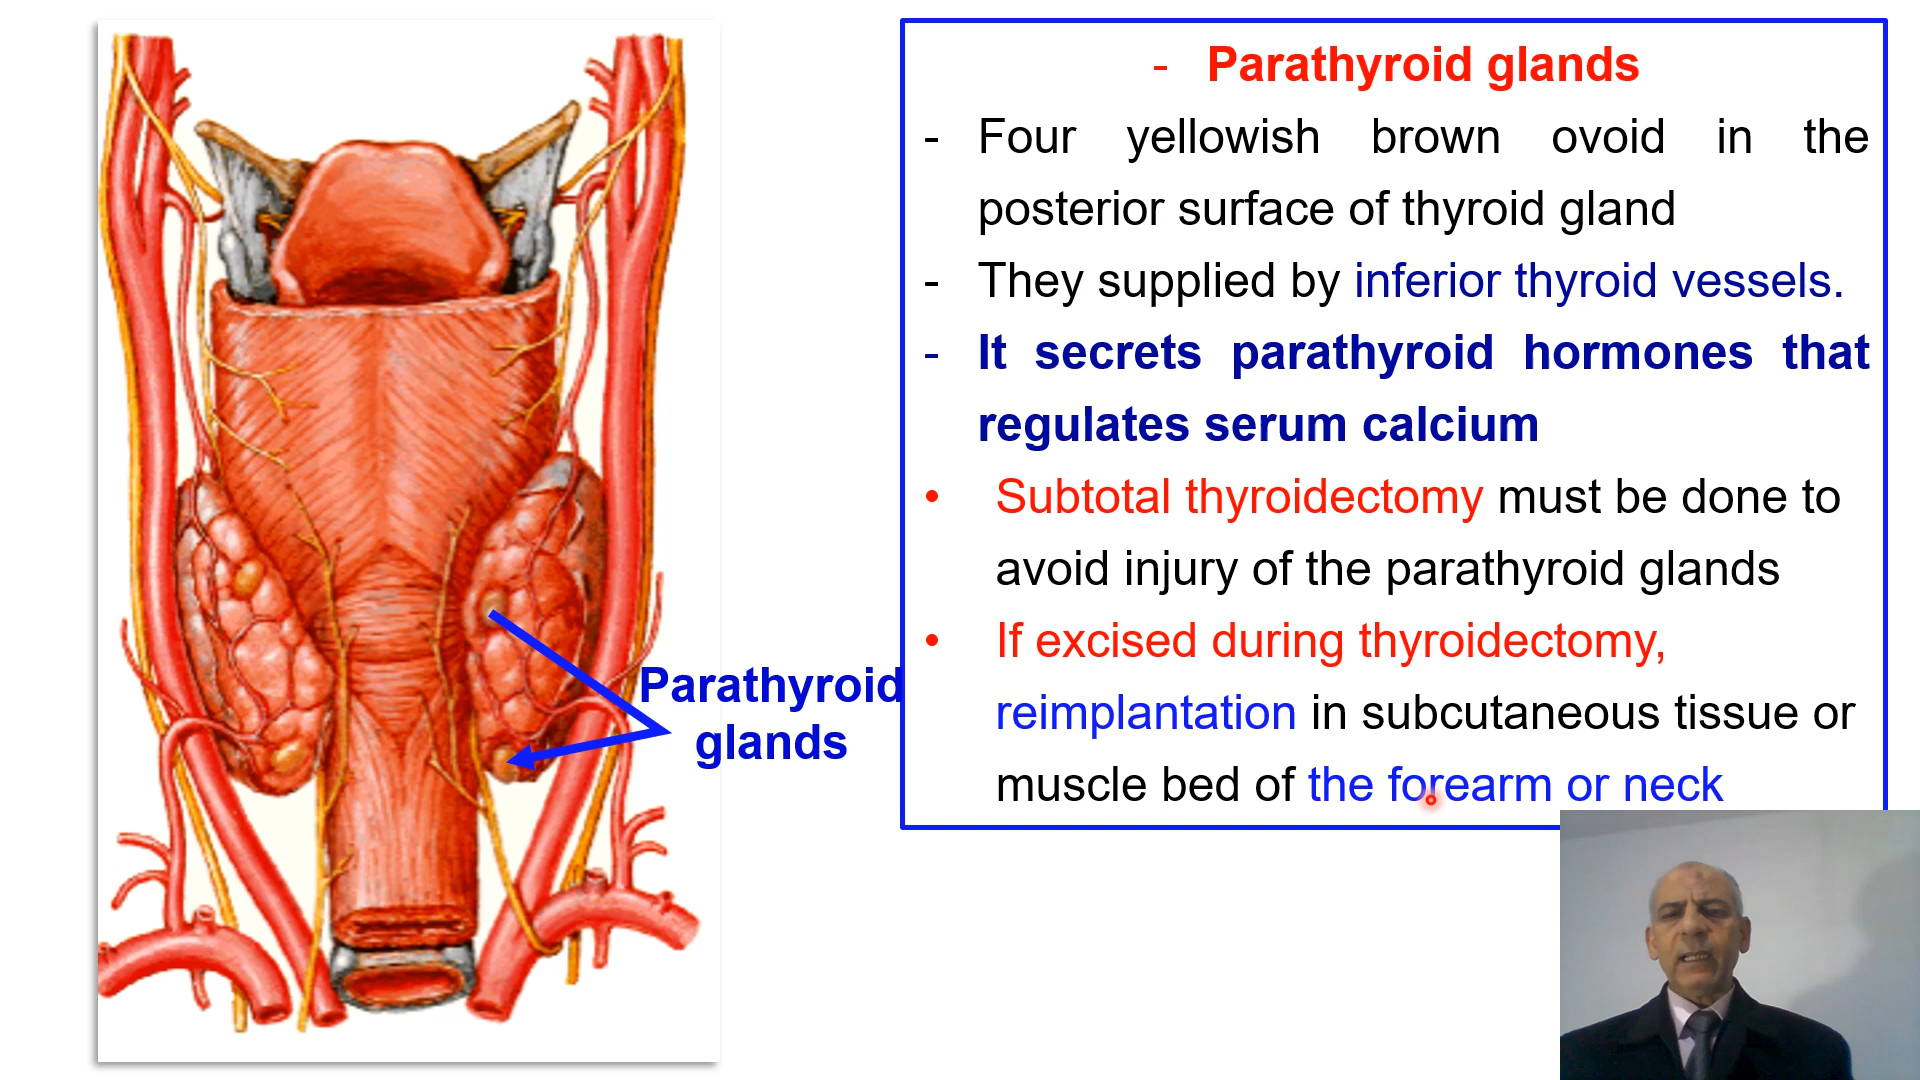 - Parathyroid glands
- Four yellowish brown ovoid in the
posterior surface of thyroid gland
- They supplied by inferior thyroid vessels.
- It secrets parathyroid hormones that
regulates serum calcium
• Subtotal thyroidectomy must be done to
avoid injury of the parathyroid glands
• If excised during thyroidectomy,
reimplantation in subcutaneous tissue or
muscle bed of the forearm or neck
Parathyroid
glands